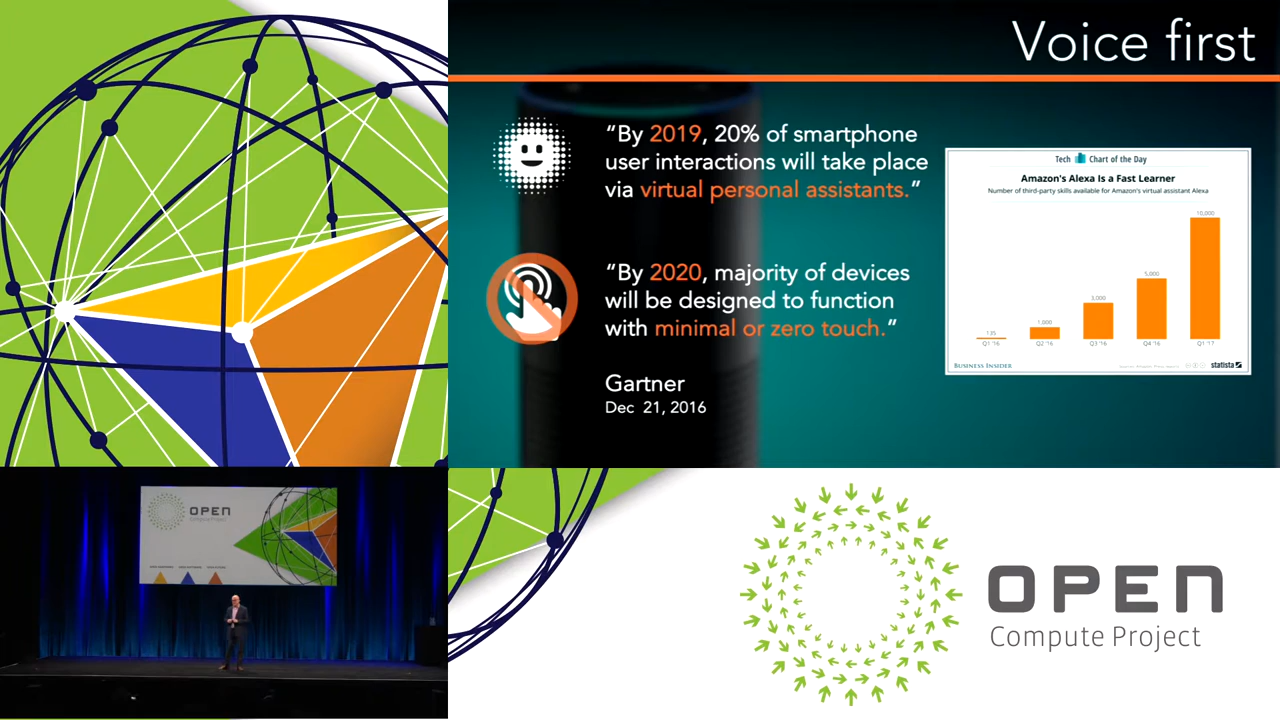 Voice first
“By 2019, 20% of smartphone
user interactions will take place
via virtual personal assistants.”
“By 2020, majority of devices
will be designed to function
with minimal or zero touch.”
Gartner
Dec 21, 2016
Tech Chart of the Day
Amazon's Alexa Is a Fast Learner
Number of third-party skills available for Amazon's virtual assistant Alexa
10,000
5,000
3,000
1,000
135
Q1 '16 Q2 '16 Q3 '16 Q4 '16 Q1 '17
BUSINESS INSIDER
statista
OPEN
Compute Project
OPEN
Compute Project